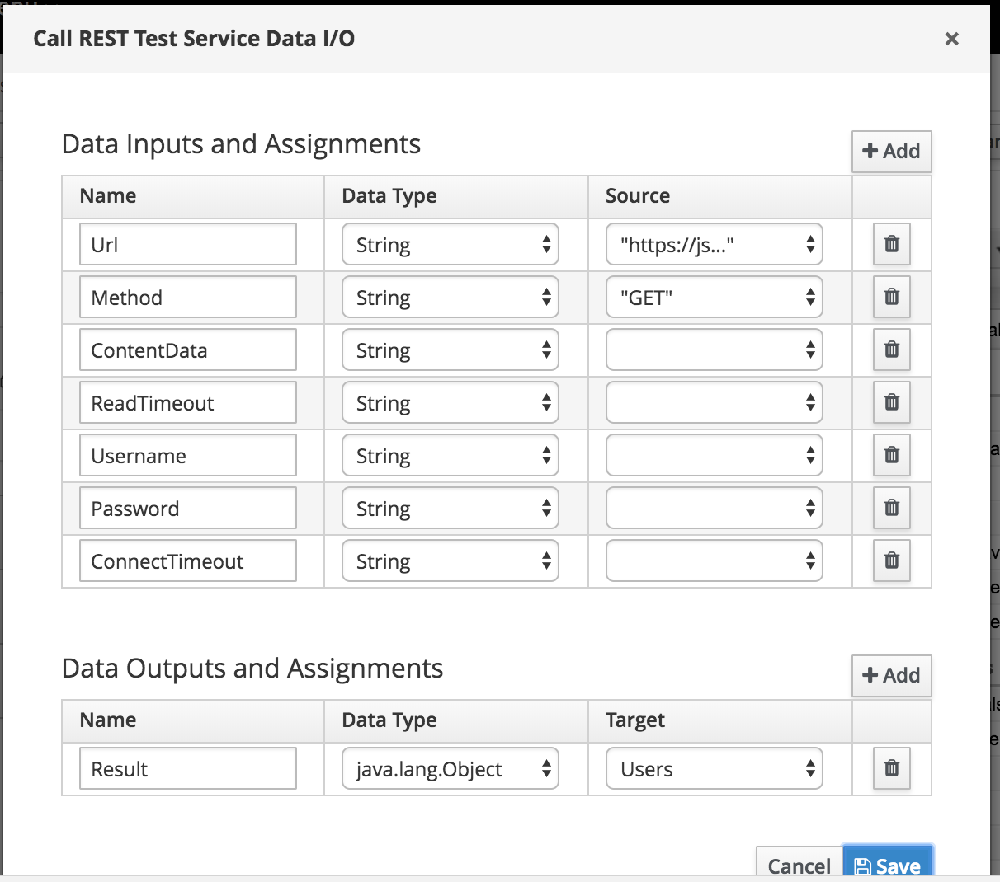 Call REST Test Service Data I/O
Data Inputs and Assignments
Add
Name Data Type Source
Url String "https://js..."
Method String "GET"
ContentData String
ReadTimeout String
Username String
Password String
ConnectTimeout String
Data Outputs and Assignments
Add
Name Data Type Target
Result java.lang.Object Users
Cancel Save